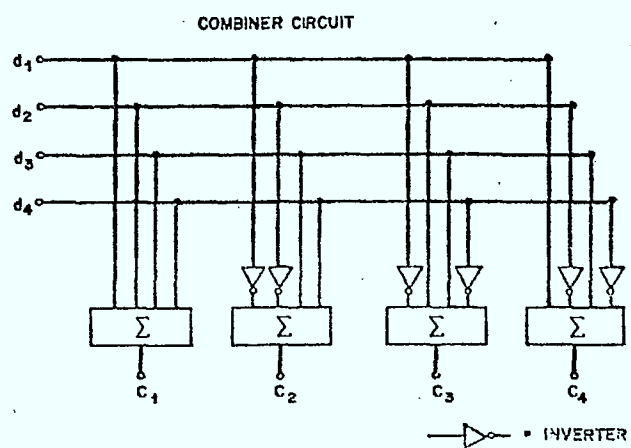 COMBINER CIRCUIT
d1
d2
d3
d4
Σ Σ Σ Σ
C1 C2 C3 C4
= INVERTER